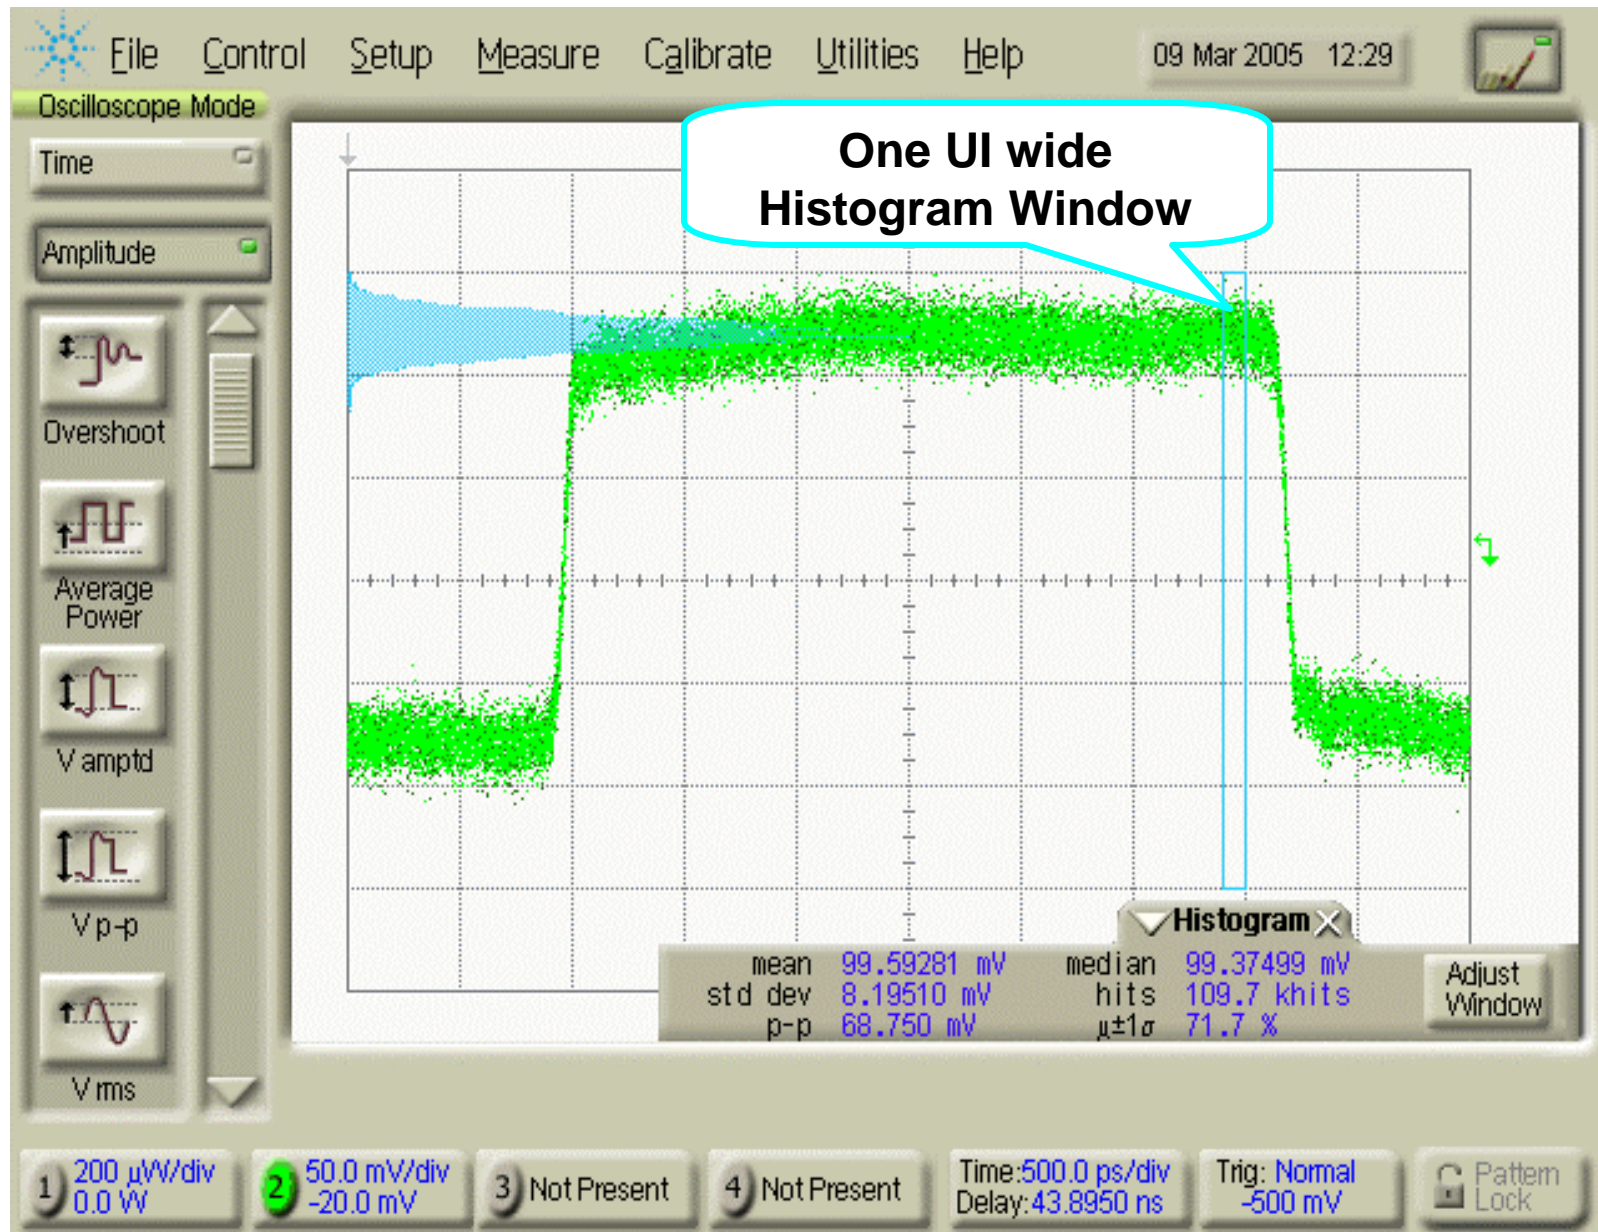 File Control Setup Measure Calibrate Utilities Help 09 Mar 2005 12:29
Oscilloscope Mode
Time
Amplitude
One UI wide
Histogram Window
Overshoot
Average
Power
V amptd
V p-p
V rms
Histogram
mean 99.59281 mV median 99.37499 mV
std dev 8.19510 mV hits 109.7 khits
p-p 68.750 mV μ±1σ 71.7 %
Adjust
Window
1 200 μW/div
0.0 W
2 50.0 mV/div
-20.0 mV
3 Not Present
4 Not Present
Time:500.0 ps/div
Delay:43.8950 ns
Trig: Normal
-500 mV
Pattern
Lock